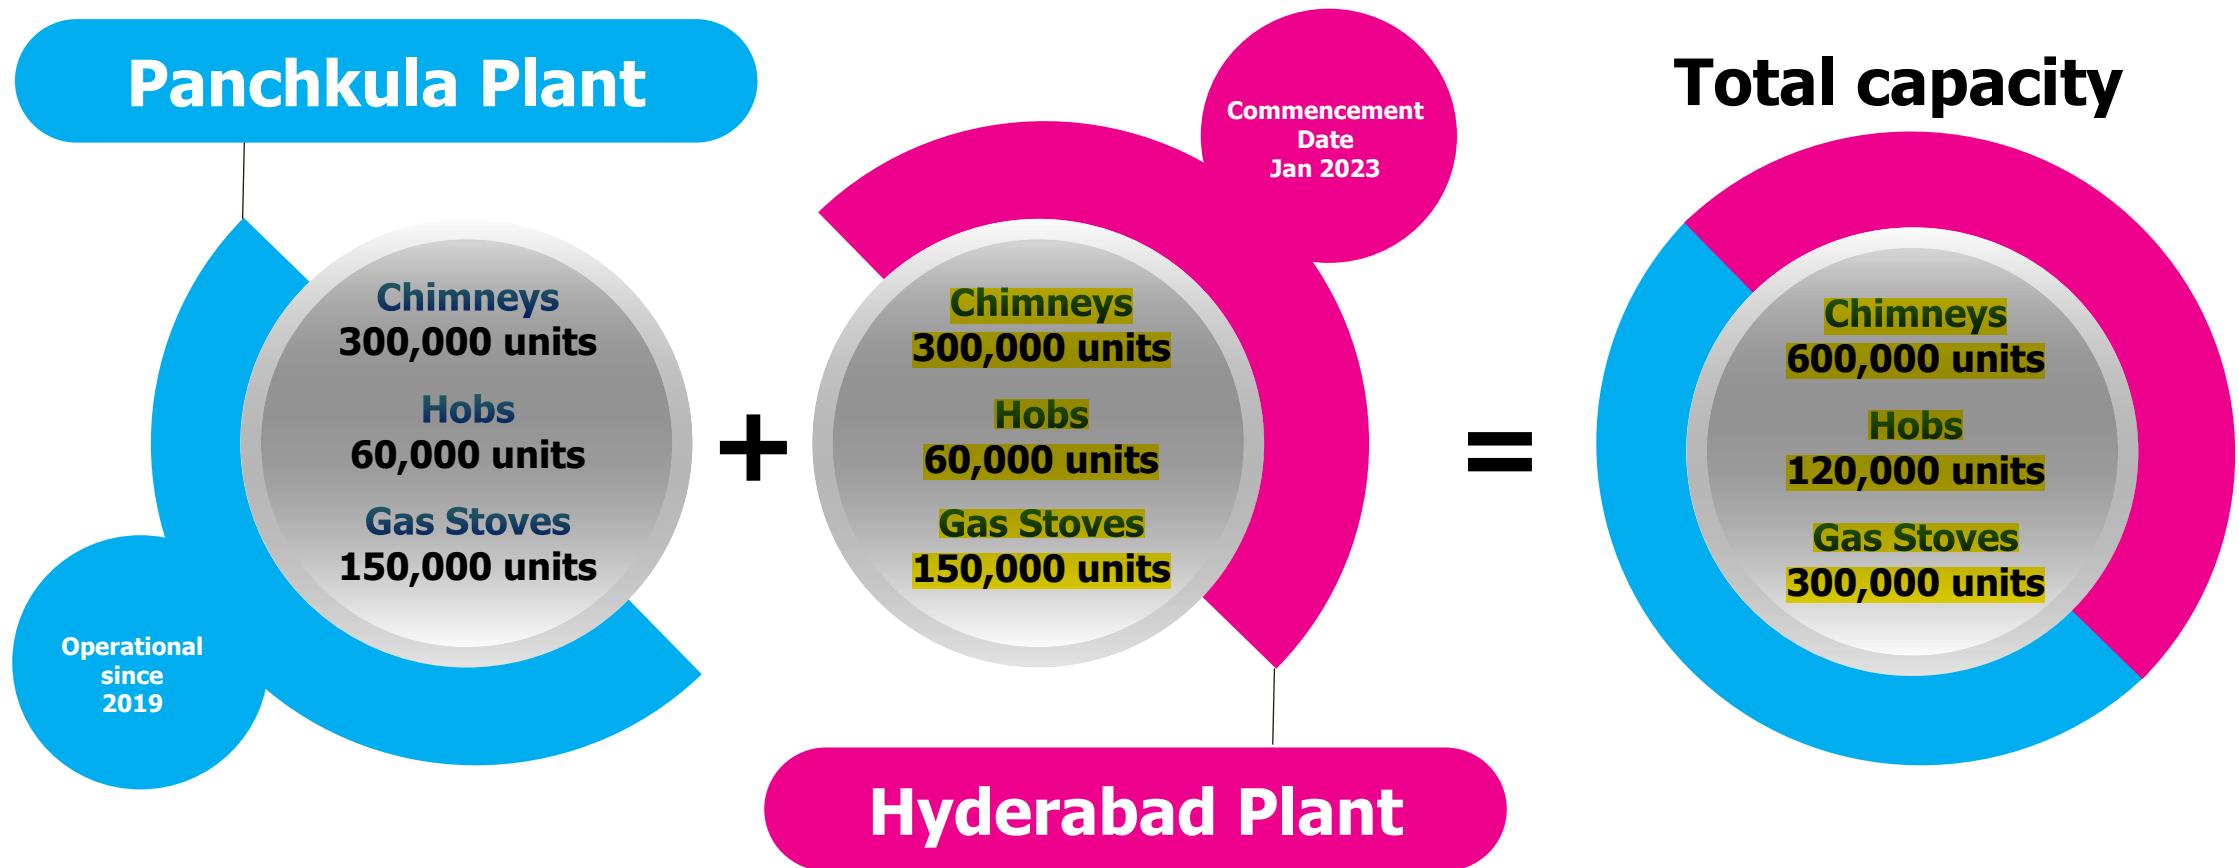 Panchkula Plant
Chimneys
300,000 units
Hobs
60,000 units
Gas Stoves
150,000 units
Operational
since
2019
+
Commencement
Date
Jan 2023
Chimneys
300,000 units
Hobs
60,000 units
Gas Stoves
150,000 units
Hyderabad Plant
=
Total capacity
Chimneys
600,000 units
Hobs
120,000 units
Gas Stoves
300,000 units